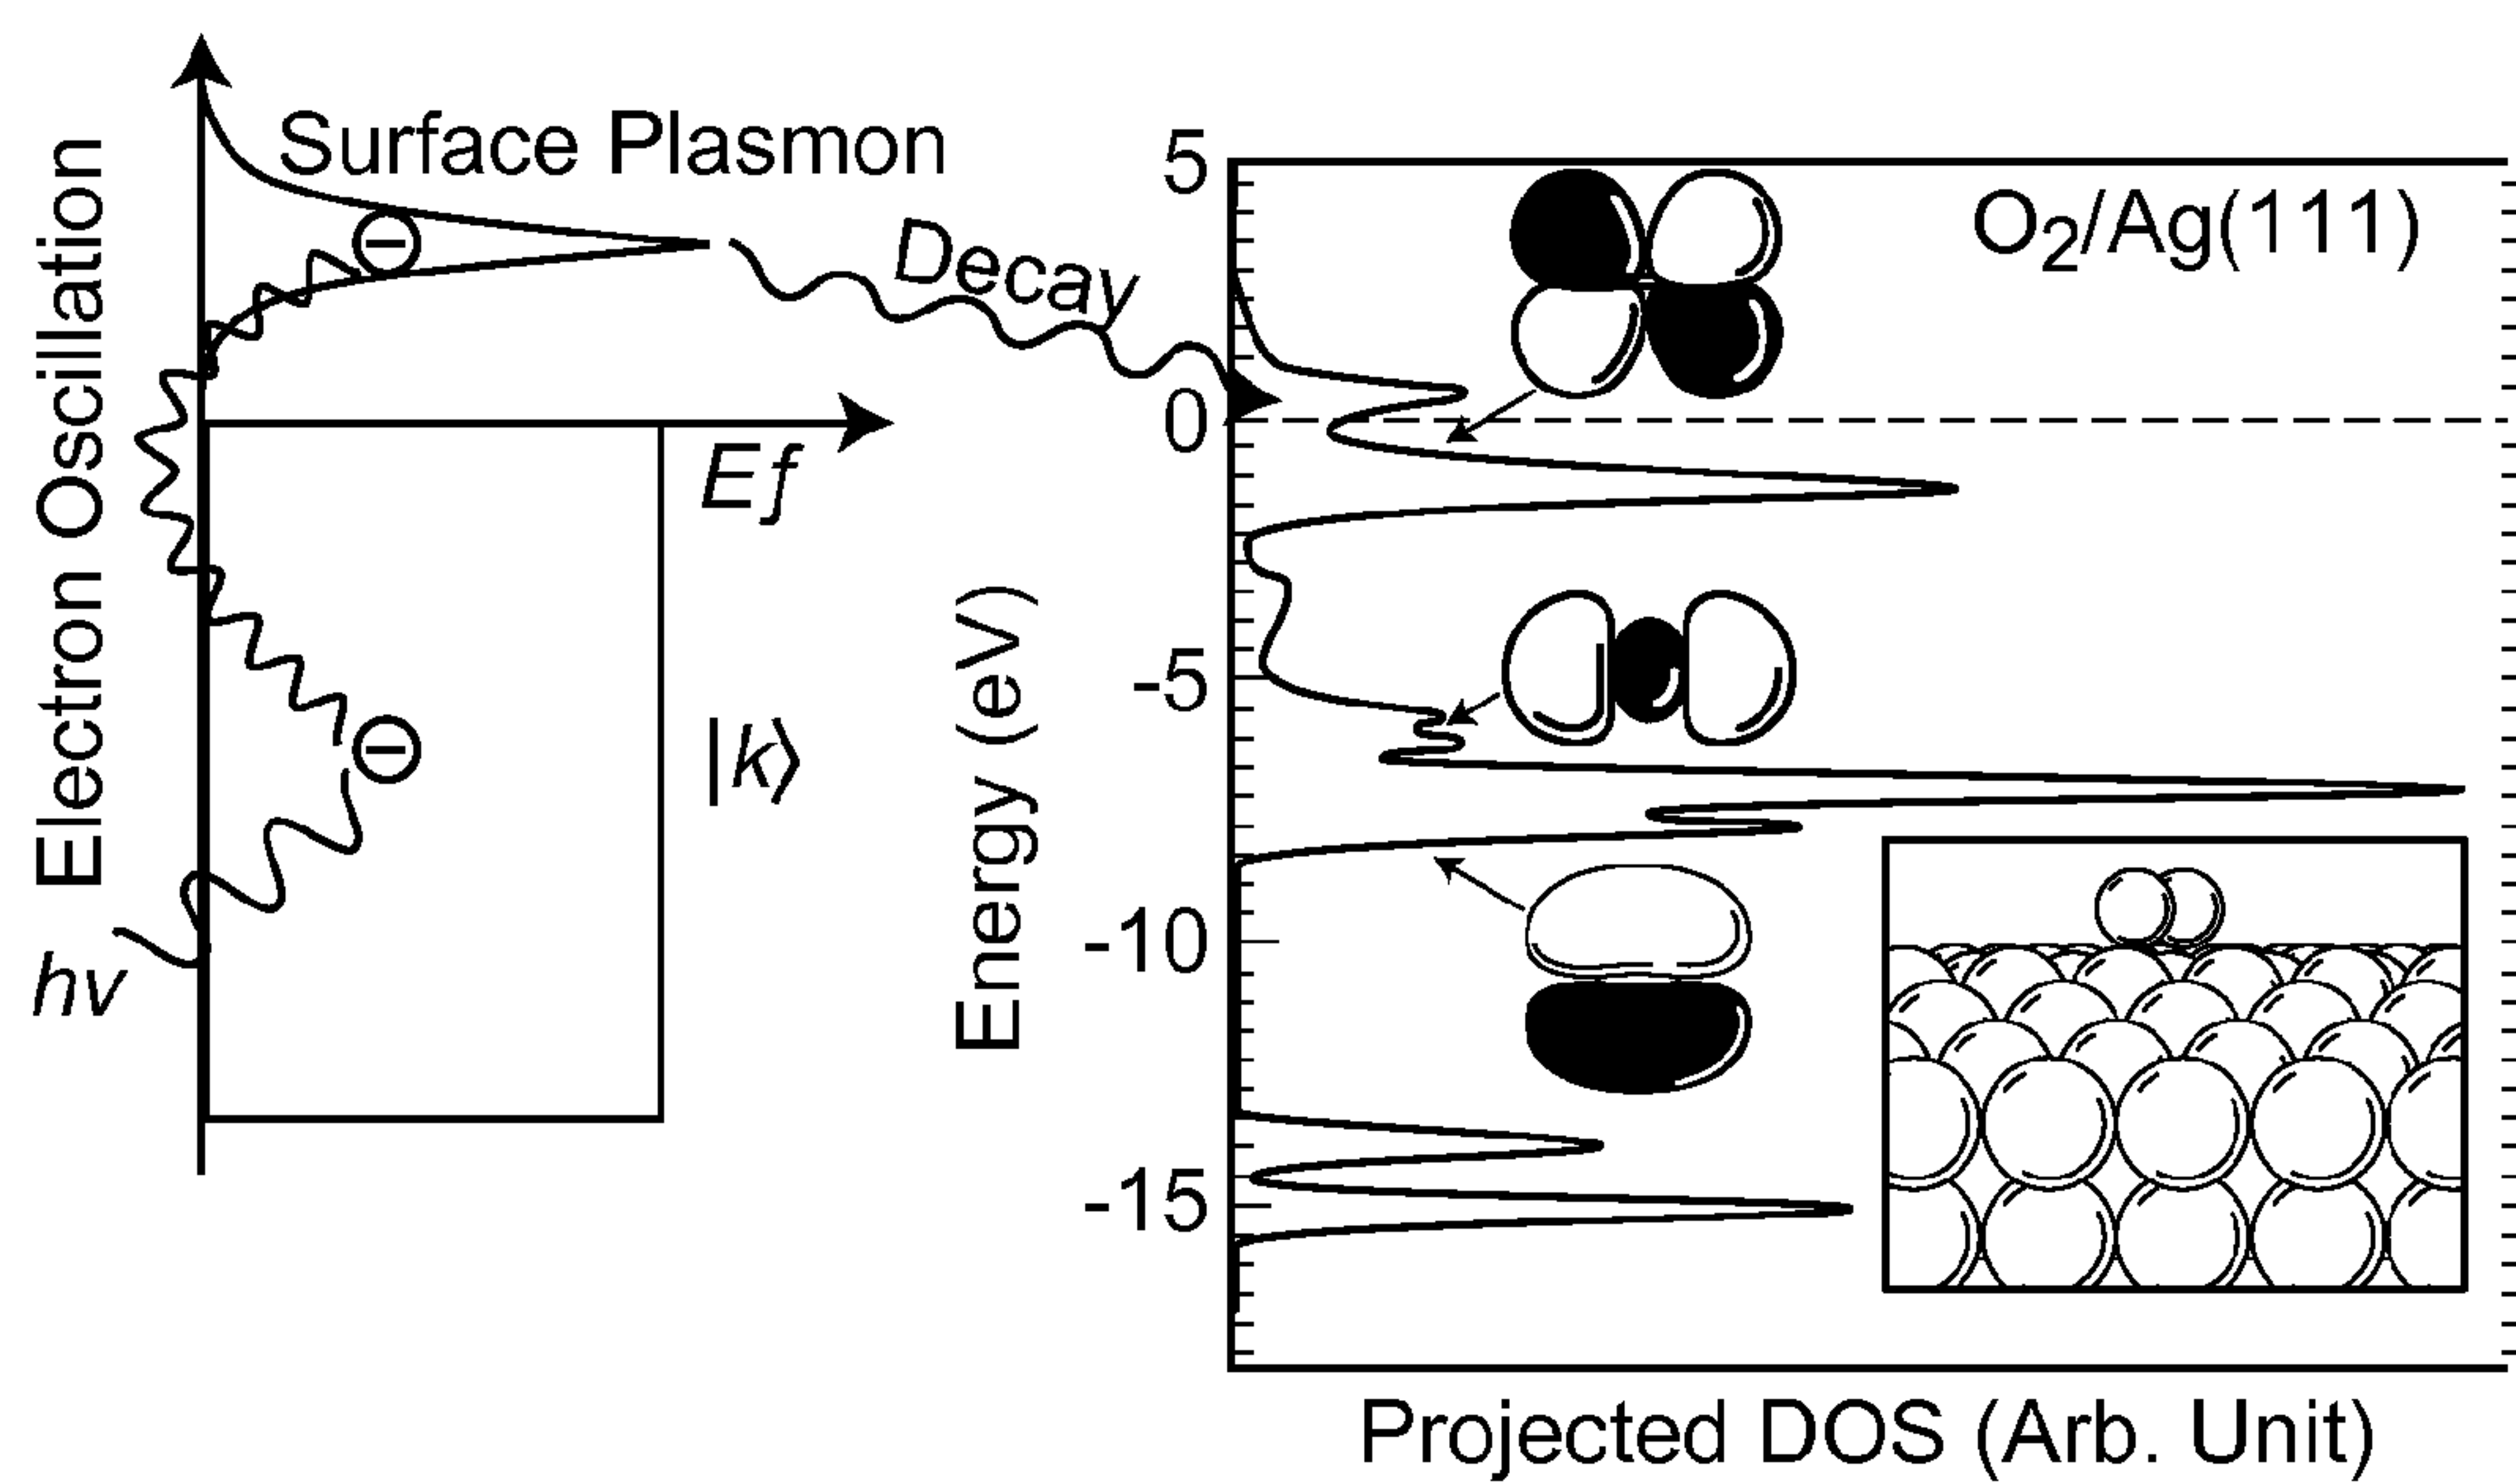 Electron Oscillation
Surface Plasmon
Decay
Ef
|k⟩
hν
Energy (eV)
5
0
-5
-10
-15
O2/Ag(111)
Projected DOS (Arb. Unit)